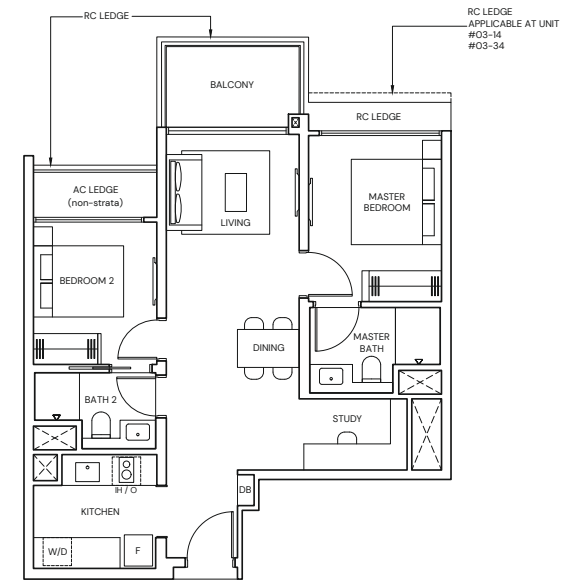 RC LEDGE
RC LEDGE
APPLICABLE AT UNIT
#03-14
#03-34
BALCONY
RC LEDGE
AC LEDGE
(non-strata)
MASTER
BEDROOM
LIVING
BEDROOM 2
DINING
MASTER
BATH
BATH 2
STUDY
IH / O
DB
KITCHEN
W/D
F